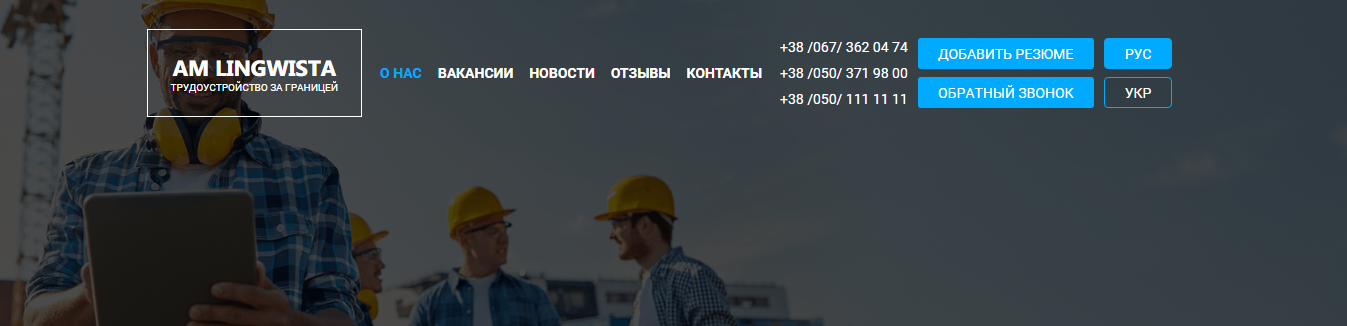 AM LINGWISTA
ТРУДОУСТРОЙСТВО ЗА ГРАНИЦЕЙ
О НАС ВАКАНСИИ НОВОСТИ ОТЗЫВЫ КОНТАКТЫ
+38 /067/ 362 04 74
+38 /050/ 371 98 00
+38 /050/ 111 11 11
ДОБАВИТЬ РЕЗЮМЕ
ОБРАТНЫЙ ЗВОНОК
РУС
УКР